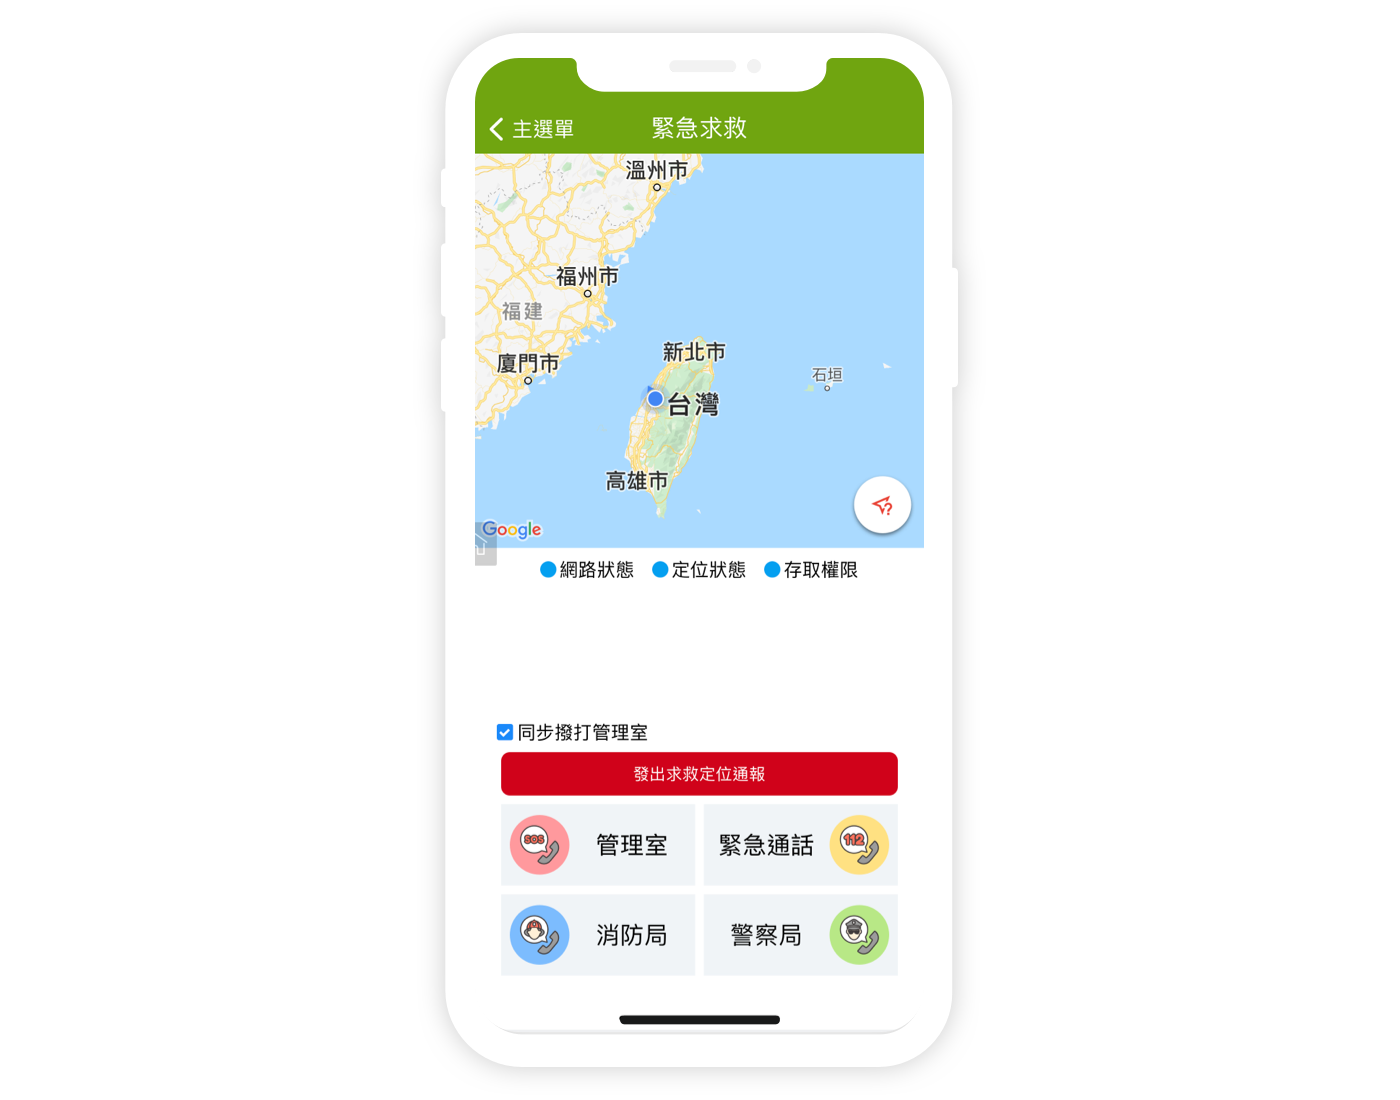 主選單
緊急求救
溫州市
福州市
福建
廈門市
新北市
石垣
台灣
高雄市
Google
網路狀態 定位狀態 存取權限
同步撥打管理室
發出求救定位通報
SOS 管理室
緊急通話 112
消防局
警察局